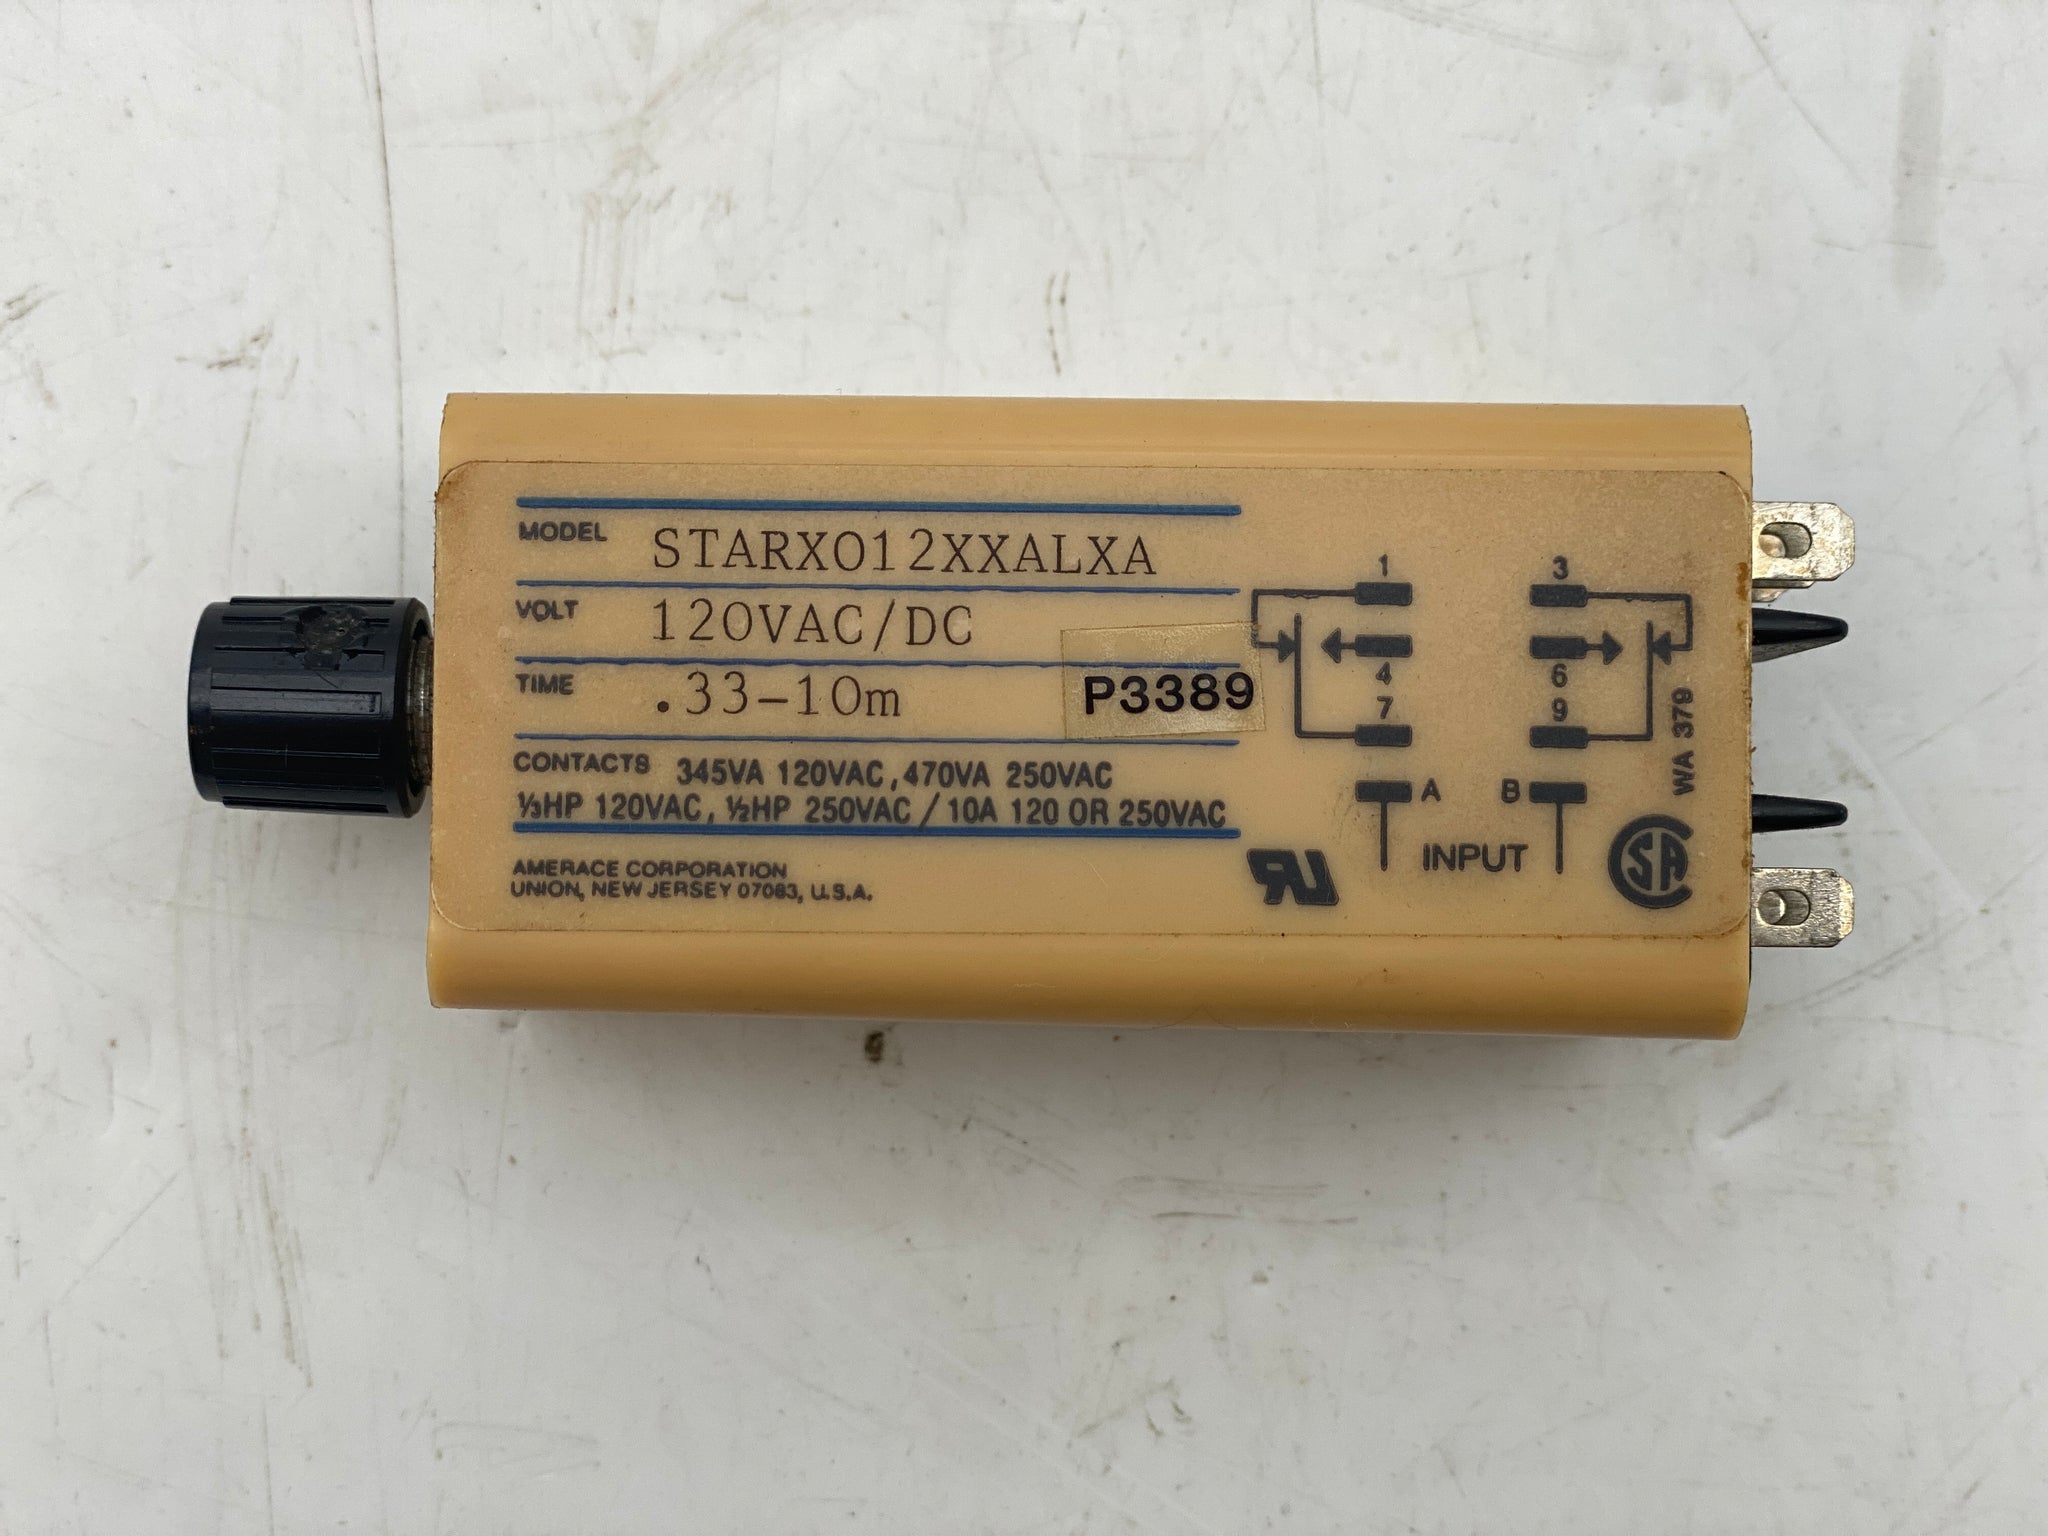 MODEL STARX012XXALXA
VOLT 120VAC/DC
TIME .33-10m
P3389
CONTACTS 345VA 120VAC, 470VA 250VAC
⅓HP 120VAC, ½HP 250VAC / 10A 120 OR 250VAC
AMERACE CORPORATION
UNION, NEW JERSEY 07083, U.S.A.
1 3
4 6
7 9
A B
INPUT
WA 379
UR
SA